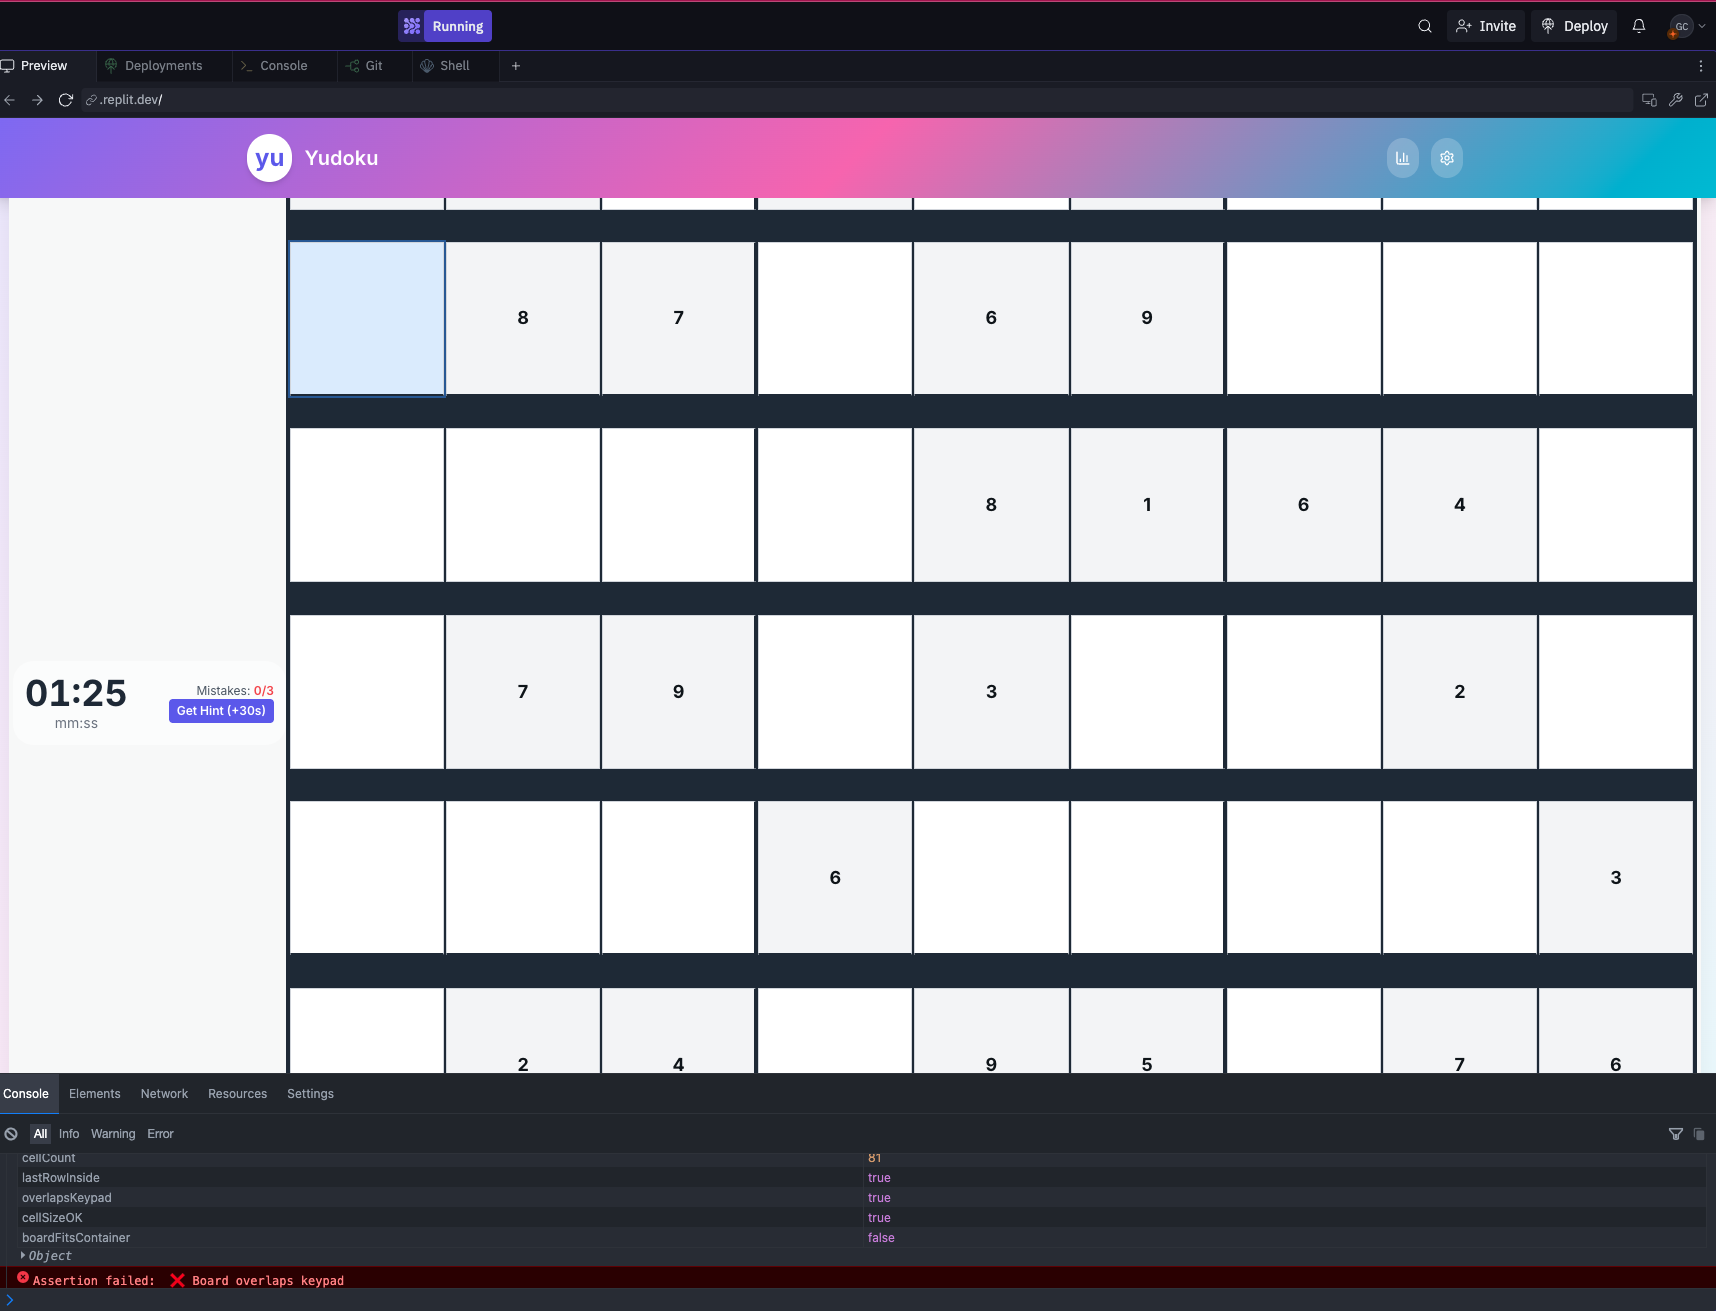 Running
Invite
Deploy
GC
Preview
Deployments
Console
Git
Shell
.replit.dev/
yu
Yudoku
8 7 6 9
8 1 6 4
7 9 3 2
01:25
mm:ss
Mistakes: 0/3
Get Hint (+30s)
6 3
2 4 9 5 7 6
Console Elements Network Resources Settings
All Info Warning Error
cellCount 81
lastRowInside true
overlapsKeypad true
cellSizeOK true
boardFitsContainer false
Object
Assertion failed: ❌ Board overlaps keypad